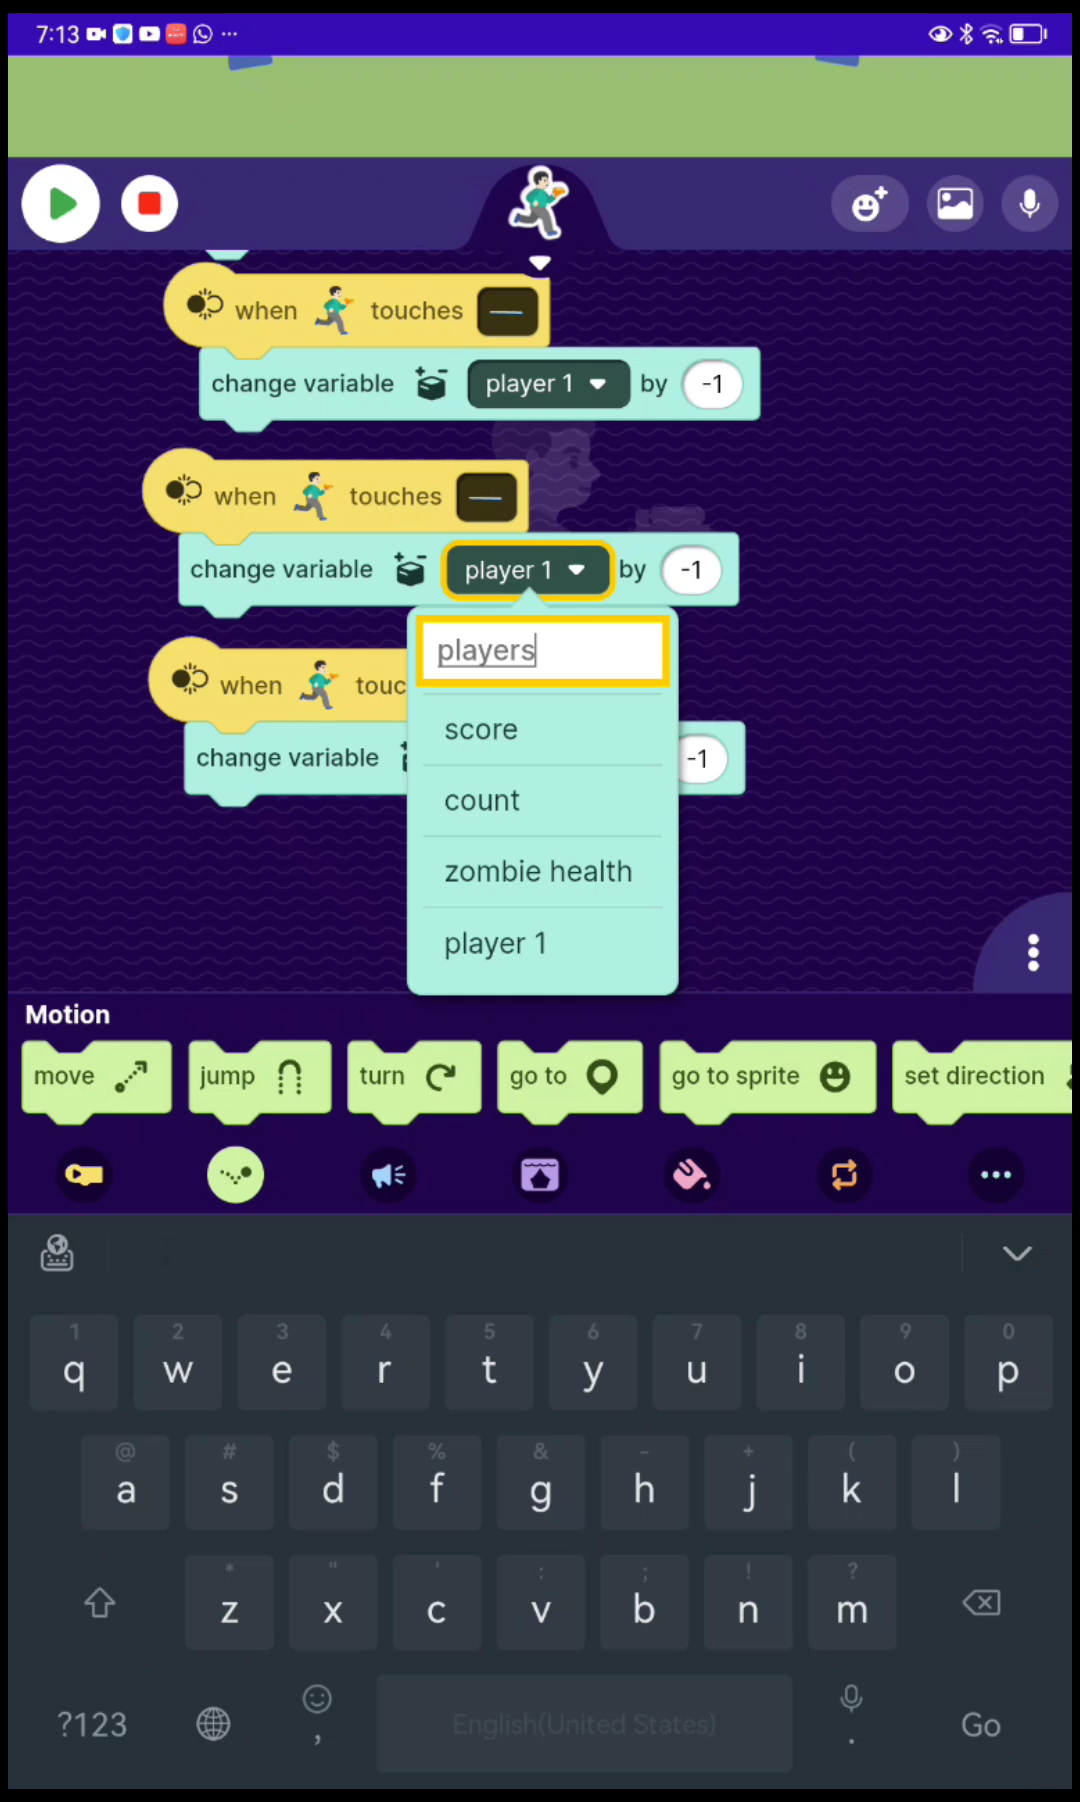 7:13
when touches
change variable player 1 by -1
when touches
change variable player 1 by -1
players
when touc
score
change variable -1
count
zombie health
player 1
Motion
move jump turn go to go to sprite set direction
1 2 3 4 5 6 7 8 9 0
q w e r t y u i o p
@ # $ % & - + ( )
a s d f g h j k l
* " ' : ; ! ?
z x c v b n m
?123 , English(United States) . Go